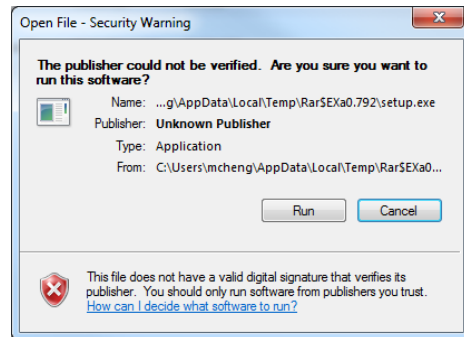 Open File - Security Warning
The publisher could not be verified. Are you sure you want to
run this software?
Name: ...g\AppData\Local\Temp\Rar$EXa0.792\setup.exe
Publisher: Unknown Publisher
Type: Application
From: C:\Users\mcheng\AppData\Local\Temp\Rar$EXa0...
Run Cancel
This file does not have a valid digital signature that verifies its
publisher. You should only run software from publishers you trust.
How can I decide what software to run?